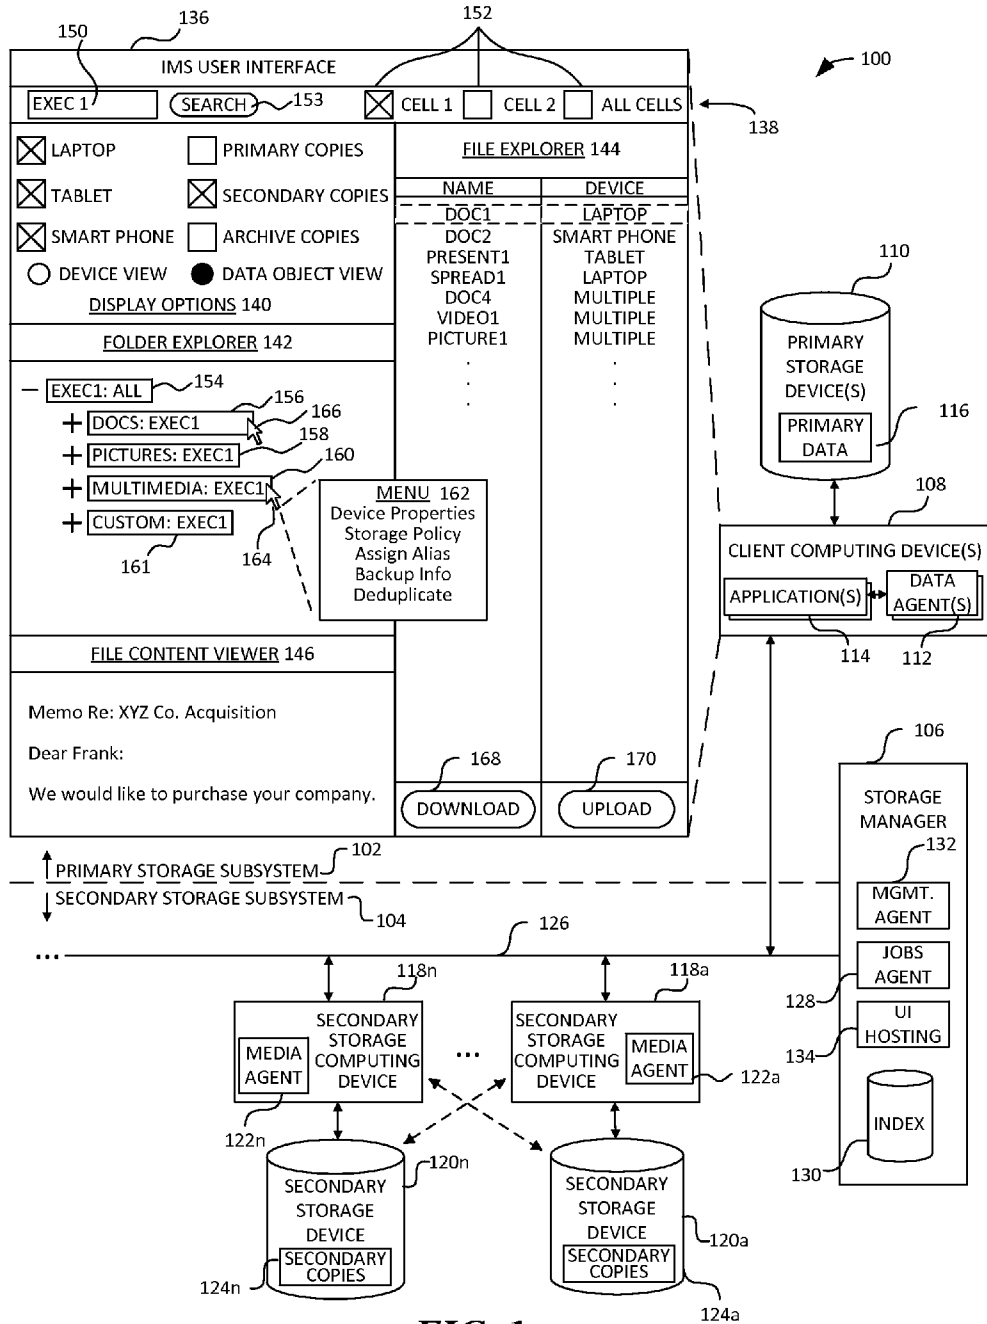 150
136
152
100
IMS USER INTERFACE
EXEC 1
SEARCH
153
CELL 1
CELL 2
ALL CELLS
138
LAPTOP
PRIMARY COPIES
TABLET
SECONDARY COPIES
SMART PHONE
ARCHIVE COPIES
DEVICE VIEW
DATA OBJECT VIEW
DISPLAY OPTIONS 140
FILE EXPLORER 144
NAME DEVICE
DOC1 LAPTOP
DOC2 SMART PHONE
PRESENT1 TABLET
SPREAD1 LAPTOP
DOC4 MULTIPLE
VIDEO1 MULTIPLE
PICTURE1 MULTIPLE
. .
. .
. .
FOLDER EXPLORER 142
− EXEC1: ALL
154
+ DOCS: EXEC1
156
166
+ PICTURES: EXEC1
158
+ MULTIMEDIA: EXEC1
160
+ CUSTOM: EXEC1
161
164
MENU 162
Device Properties
Storage Policy
Assign Alias
Backup Info
Deduplicate
FILE CONTENT VIEWER 146
Memo Re: XYZ Co. Acquisition
Dear Frank:
We would like to purchase your company.
168
170
DOWNLOAD
UPLOAD
110
PRIMARY
STORAGE
DEVICE(S)
PRIMARY
DATA
116
108
CLIENT COMPUTING DEVICE(S)
APPLICATION(S)
DATA
AGENT(S)
114
112
106
STORAGE
MANAGER
132
MGMT.
AGENT
JOBS
AGENT
128
UI
HOSTING
134
INDEX
130
PRIMARY STORAGE SUBSYSTEM
102
SECONDARY STORAGE SUBSYSTEM
104
...
126
118n
118a
SECONDARY
STORAGE
COMPUTING
DEVICE
MEDIA
AGENT
122n
...
SECONDARY
STORAGE
COMPUTING
DEVICE
MEDIA
AGENT
122a
120n
SECONDARY
STORAGE
DEVICE
SECONDARY
COPIES
124n
SECONDARY
STORAGE
DEVICE
SECONDARY
COPIES
120a
124a
FIG. 1